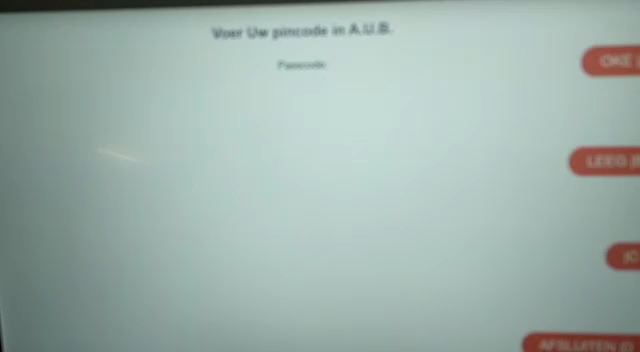 Voer Uw pincode in A.U.B.
Passcode
OKE
LEEG
AFSLUITEN